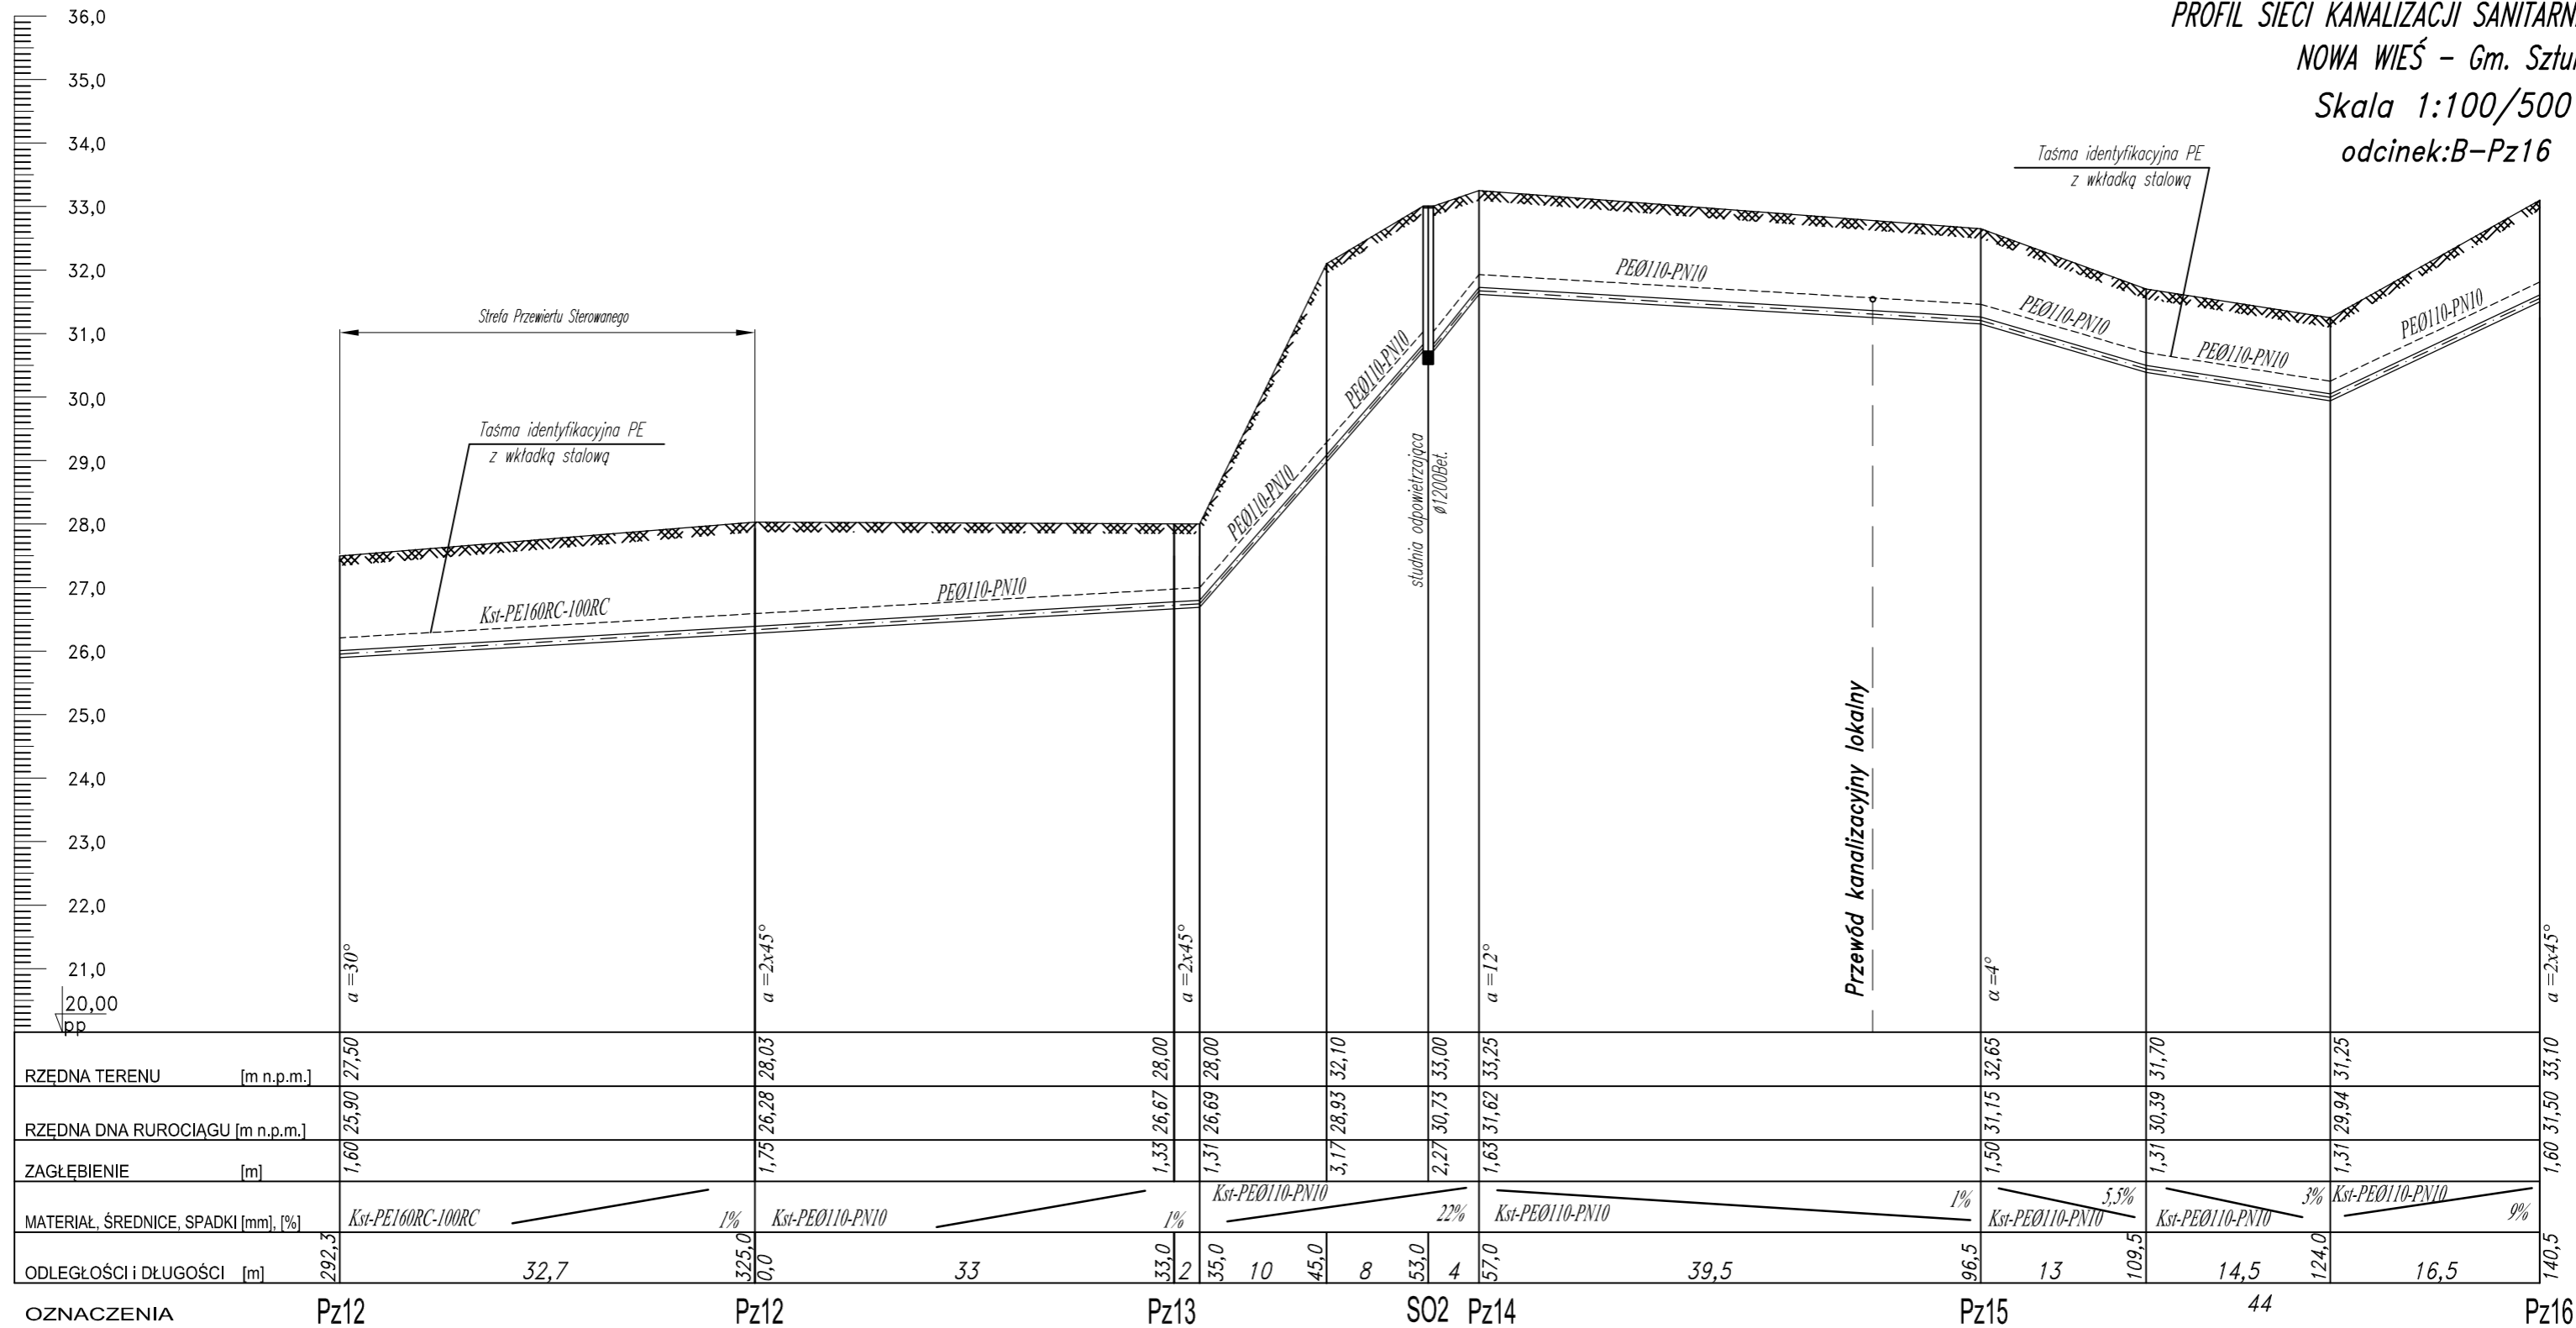 PROFIL SIECI KANALIZACJI SANITARN
NOWA WIEŚ - Gm. Sztu
Skala 1:100/500
odcinek:B-Pz16
36,0
35,0
34,0
33,0
32,0
31,0
30,0
29,0
28,0
27,0
26,0
25,0
24,0
23,0
22,0
21,0
20,00
pp
Strefa Przewiertu Sterowanego
Taśma identyfikacyjna PE
z wkładką stalową
Kst-PE160RC-100RC
PEØ110-PN10
PEØ110-PN10
PEØ110-PN10
studnia odpowietrzająca
Ø1200Bet.
PEØ110-PN10
Przewód kanalizacyjny lokalny
Taśma identyfikacyjna PE
z wkładką stalową
PEØ110-PN10
PEØ110-PN10
PEØ110-PN10
a =30°
a =2x45°
a =2x45°
a =12°
α =4°
a =2x45°
RZĘDNA TERENU [m n.p.m.] 27,50 28,03 28,00 28,00 32,10 33,00 33,25 32,65 31,70 31,25 33,10
RZĘDNA DNA RUROCIĄGU [m n.p.m.] 25,90 26,28 26,67 26,69 28,93 30,73 31,62 31,15 30,39 29,94 31,50
ZAGŁĘBIENIE [m] 1,60 1,75 1,33 1,31 3,17 2,27 1,63 1,50 1,31 1,31 1,60
MATERIAŁ, ŚREDNICE, SPADKI [mm], [%] Kst-PE160RC-100RC 1% Kst-PEØ110-PN10 1% Kst-PEØ110-PN10 22% Kst-PEØ110-PN10 1% Kst-PEØ110-PN10 5,5% Kst-PEØ110-PN10 3% Kst-PEØ110-PN10 9%
ODLEGŁOŚCI i DŁUGOŚCI [m] 292,3 32,7 325,0 0,0 33 33,0 2 35,0 10 45,0 8 53,0 4 57,0 39,5 96,5 13 109,5 14,5 124,0 16,5 140,5
OZNACZENIA Pz12 Pz12 Pz13 SO2 Pz14 Pz15 44 Pz16